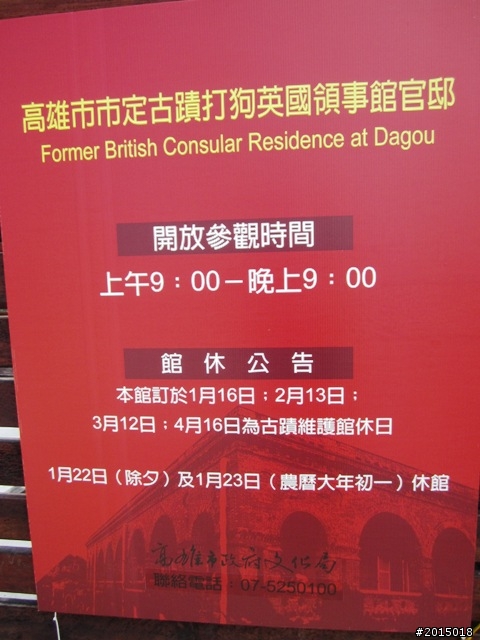 高雄市市定古蹟打狗英國領事館官邸
Former British Consular Residence at Dagou
開放參觀時間
上午9：00－晚上9：00
館休公告
本館訂於1月16日；2月13日；
3月12日；4月16日為古蹟維護館休日
1月22日（除夕）及1月23日（農曆大年初一）休館
高雄市政府文化局
聯絡電話：07-5250100
#2015018